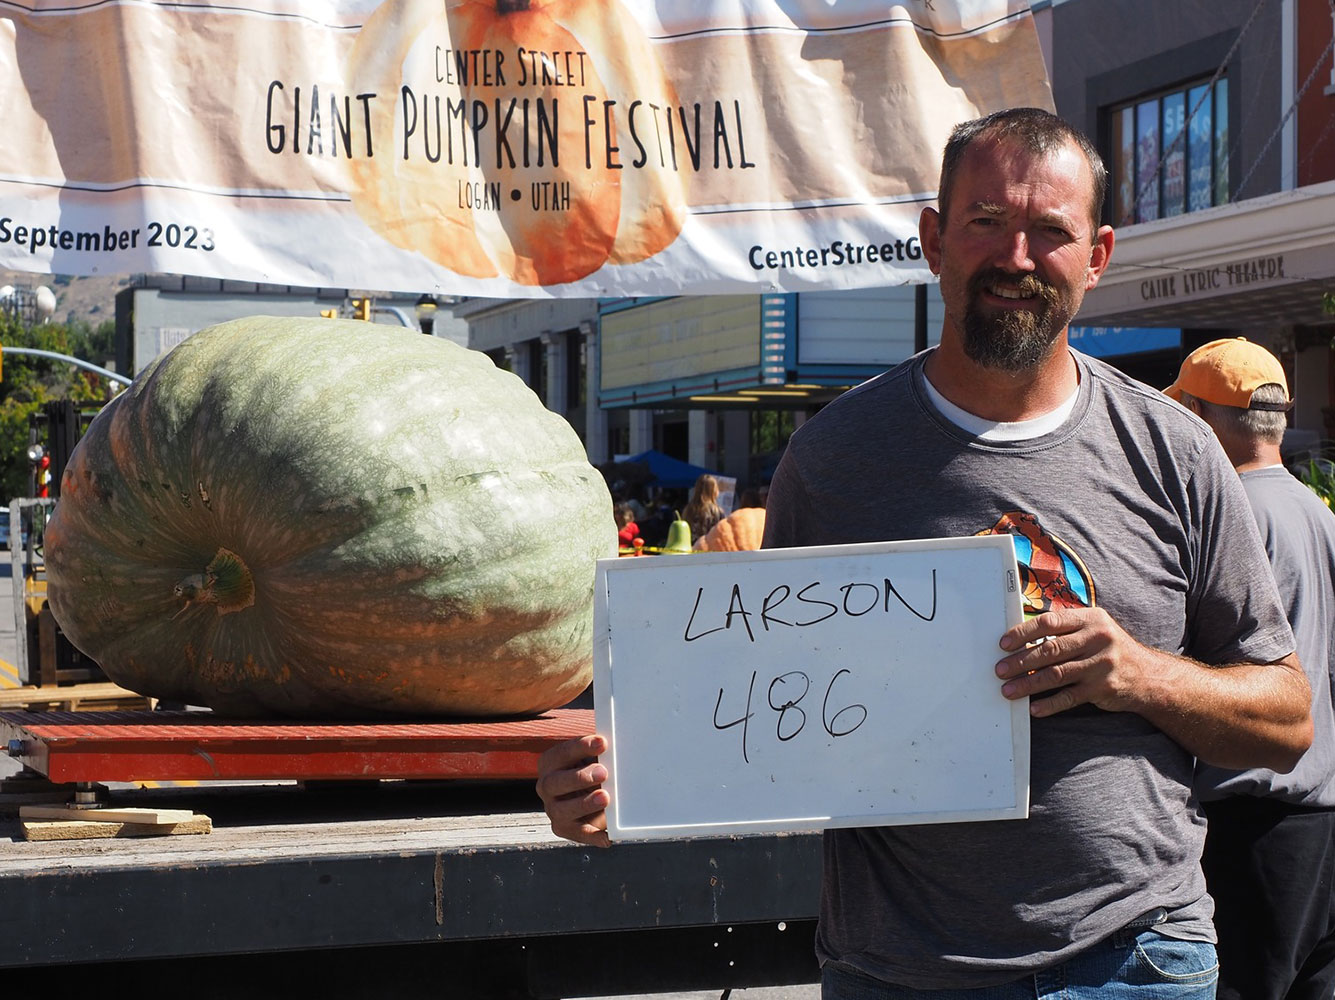 CENTER STREET
GIANT PUMPKIN FESTIVAL
LOGAN • UTAH
September 2023
CenterStreetG
CAINE LYRIC THEATRE
LARSON
486